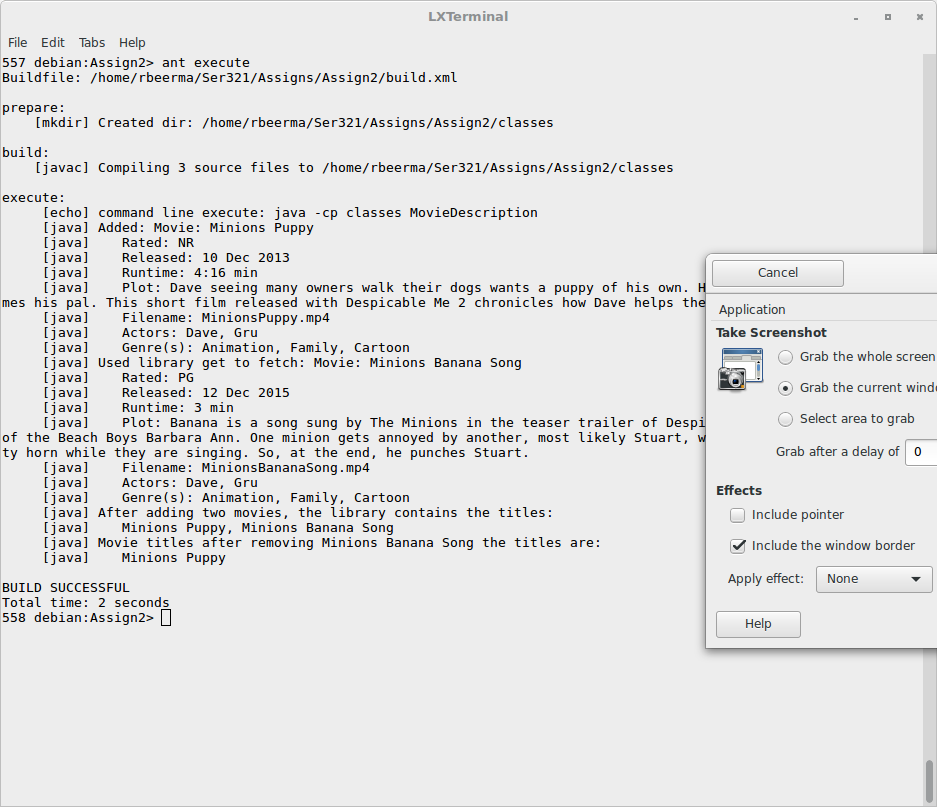 LXTerminal
File Edit Tabs Help
557 debian:Assign2> ant execute
Buildfile: /home/rbeerma/Ser321/Assigns/Assign2/build.xml
prepare:
[mkdir] Created dir: /home/rbeerma/Ser321/Assigns/Assign2/classes
build:
[javac] Compiling 3 source files to /home/rbeerma/Ser321/Assigns/Assign2/classes
execute:
[echo] command line execute: java -cp classes MovieDescription
[java] Added: Movie: Minions Puppy
[java] Rated: NR
[java] Released: 10 Dec 2013
[java] Runtime: 4:16 min
[java] Plot: Dave seeing many owners walk their dogs wants a puppy of his own. H
mes his pal. This short film released with Despicable Me 2 chronicles how Dave helps the
[java] Filename: MinionsPuppy.mp4
[java] Actors: Dave, Gru
[java] Genre(s): Animation, Family, Cartoon
[java] Used library get to fetch: Movie: Minions Banana Song
[java] Rated: PG
[java] Released: 12 Dec 2015
[java] Runtime: 3 min
[java] Plot: Banana is a song sung by The Minions in the teaser trailer of Despi
of the Beach Boys Barbara Ann. One minion gets annoyed by another, most likely Stuart, w
ty horn while they are singing. So, at the end, he punches Stuart.
[java] Filename: MinionsBananaSong.mp4
[java] Actors: Dave, Gru
[java] Genre(s): Animation, Family, Cartoon
[java] After adding two movies, the library contains the titles:
[java] Minions Puppy, Minions Banana Song
[java] Movie titles after removing Minions Banana Song the titles are:
[java] Minions Puppy
BUILD SUCCESSFUL
Total time: 2 seconds
558 debian:Assign2>
Cancel
Application
Take Screenshot
Grab the whole screen
Grab the current windo
Select area to grab
Grab after a delay of 0
Effects
Include pointer
Include the window border
Apply effect: None
Help